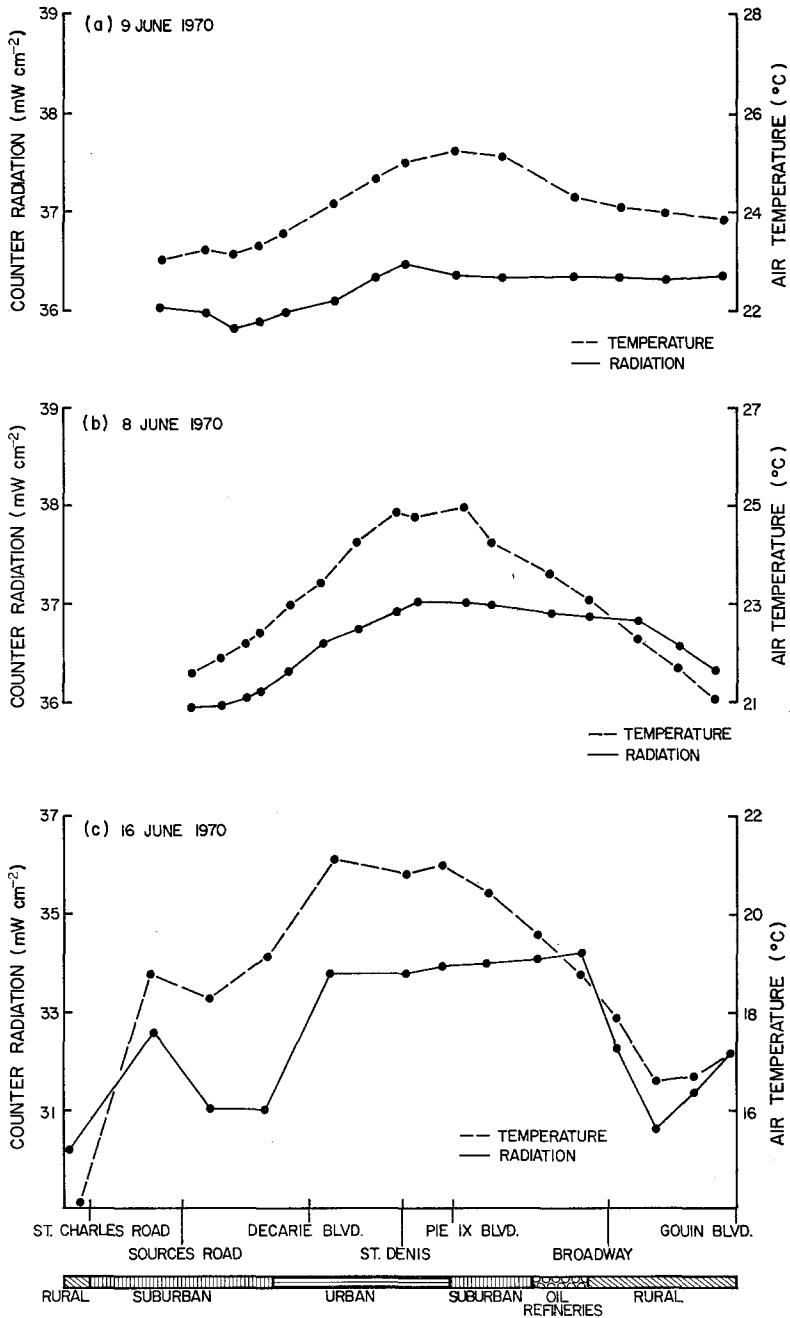 (a) 9 JUNE 1970
COUNTER RADIATION (mW cm⁻²)
39
38
37
36
AIR TEMPERATURE (°C)
28
26
24
22
TEMPERATURE
RADIATION
(b) 8 JUNE 1970
COUNTER RADIATION (mW cm⁻²)
39
38
37
36
AIR TEMPERATURE (°C)
27
25
23
21
TEMPERATURE
RADIATION
(c) 16 JUNE 1970
COUNTER RADIATION (mW cm⁻²)
37
35
33
31
AIR TEMPERATURE (°C)
22
20
18
16
TEMPERATURE
RADIATION
ST. CHARLES ROAD DECARIE BLVD. PIE IX BLVD. GOUIN BLVD.
SOURCES ROAD ST. DENIS BROADWAY
RURAL SUBURBAN URBAN SUBURBAN OIL RURAL
REFINERIES